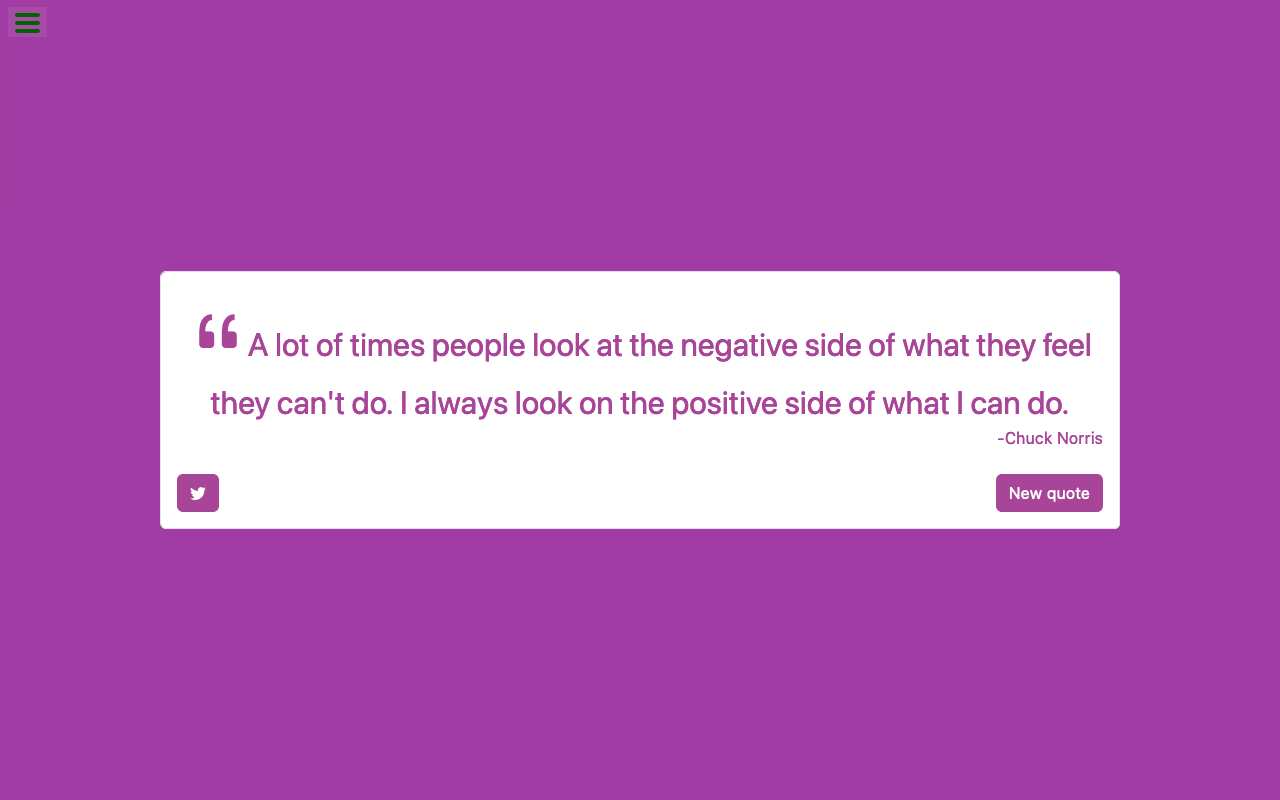 “ A lot of times people look at the negative side of what they feel
they can't do. I always look on the positive side of what I can do.
-Chuck Norris
New quote